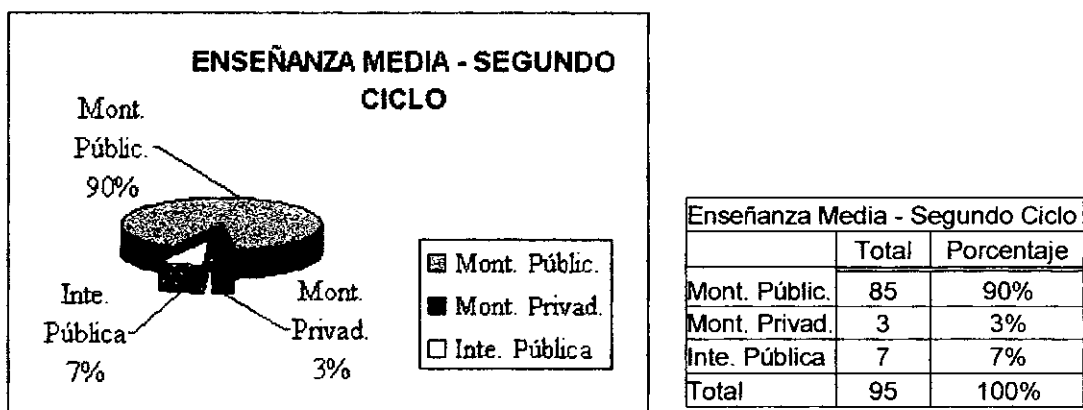 ENSEÑANZA MEDIA - SEGUNDO
CICLO
Mont.
Públic.
90%
Inte.
Pública
7%
Mont.
Privad.
3%
Mont. Públic.
Mont. Privad.
Inte. Pública
Enseñanza Media - Segundo Ciclo
Total Porcentaje
Mont. Públic. 85 90%
Mont. Privad. 3 3%
Inte. Pública 7 7%
Total 95 100%